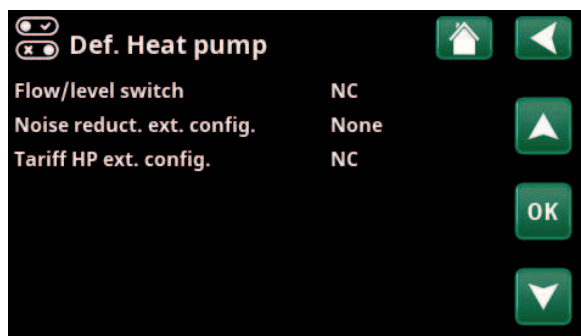 Def. Heat pump
Flow/level switch NC
Noise reduct. ext. config. None
Tariff HP ext. config. NC
OK